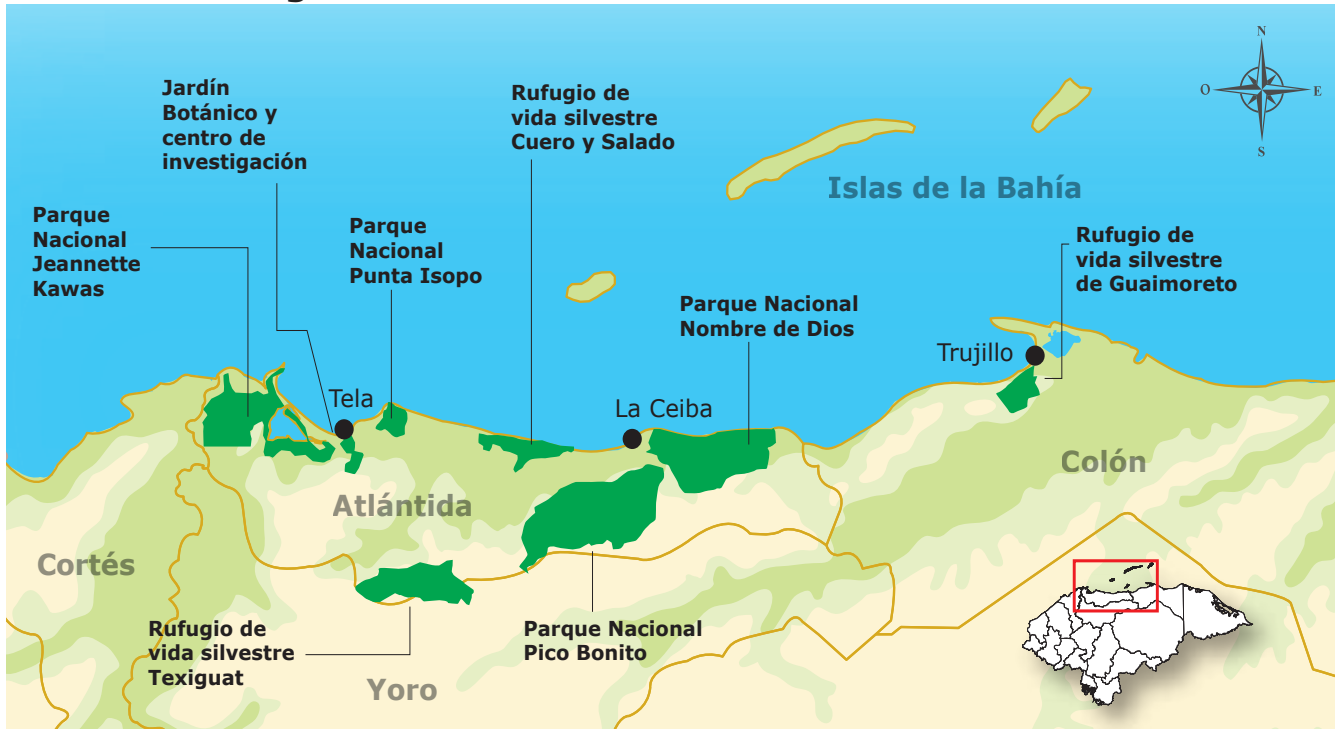 N
O
E
S
Jardín
Botánico y
centro de
investigación
Rufugio de
vida silvestre
Cuero y Salado
Islas de la Bahía
Parque
Nacional
Jeannette
Kawas
Parque
Nacional
Punta Isopo
Rufugio de
vida silvestre
de Guaimoreto
Parque Nacional
Nombre de Dios
Trujillo
Tela
La Ceiba
Colón
Atlántida
Cortés
Rufugio de
vida silvestre
Texiguat
Parque Nacional
Pico Bonito
Yoro